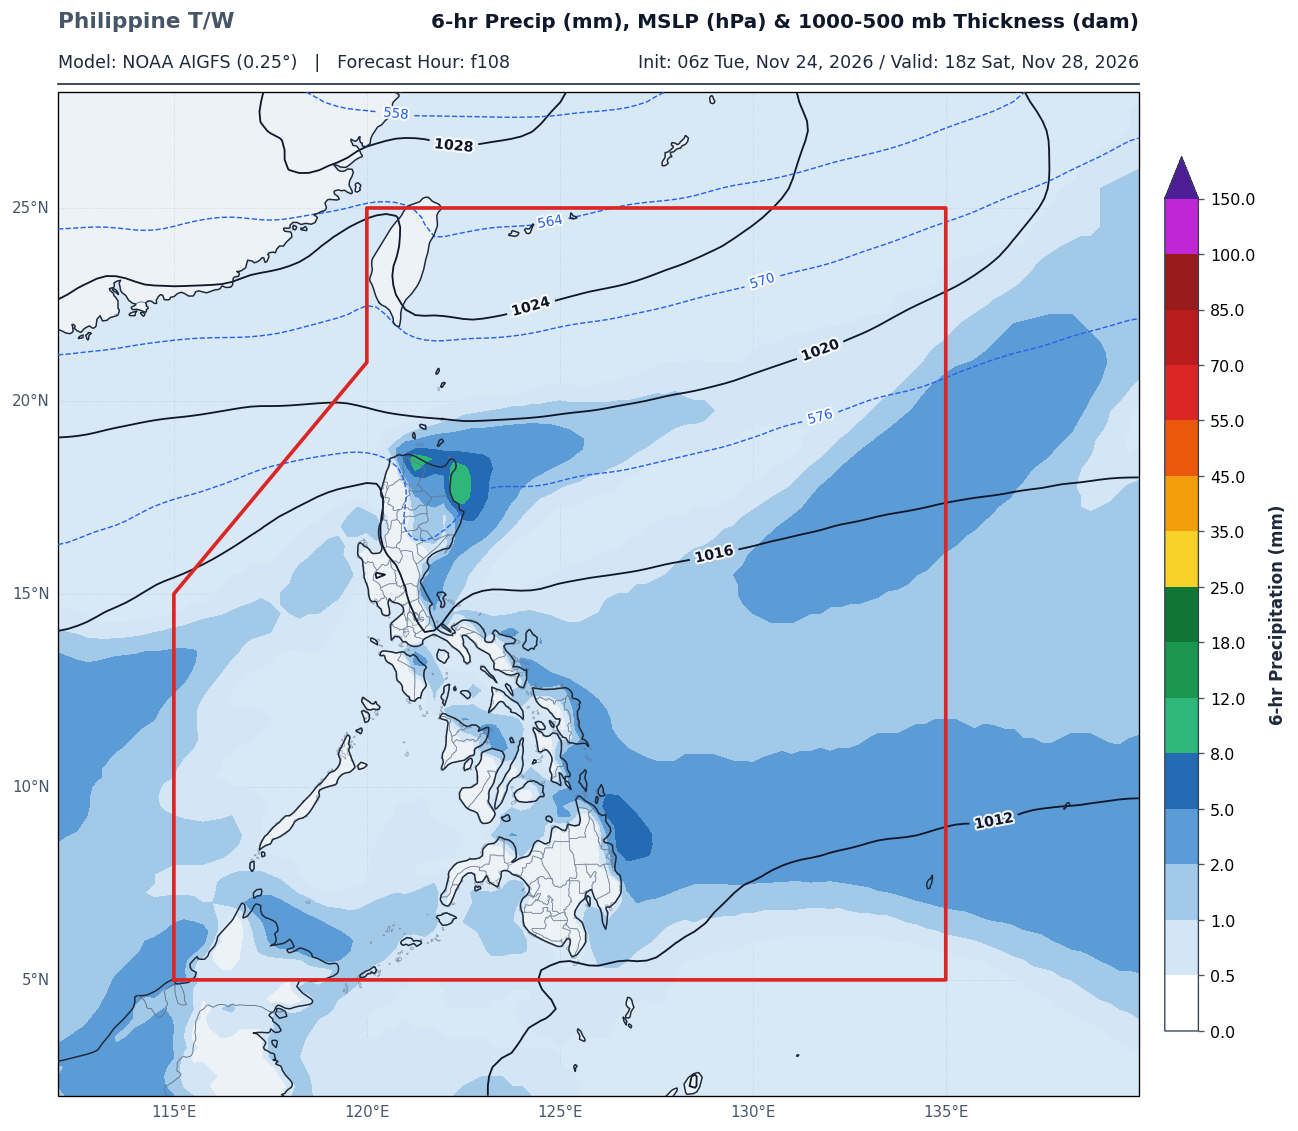 Philippine T/W
6-hr Precip (mm), MSLP (hPa) & 1000-500 mb Thickness (dam)
Model: NOAA AIGFS (0.25°) | Forecast Hour: f108
Init: 06z Tue, Nov 24, 2026 / Valid: 18z Sat, Nov 28, 2026
558
1028
564
570
1024
1020
576
1016
1012
25°N
20°N
15°N
10°N
5°N
115°E
120°E
125°E
130°E
135°E
150.0
100.0
85.0
70.0
55.0
45.0
35.0
25.0
18.0
12.0
8.0
5.0
2.0
1.0
0.5
0.0
6-hr Precipitation (mm)